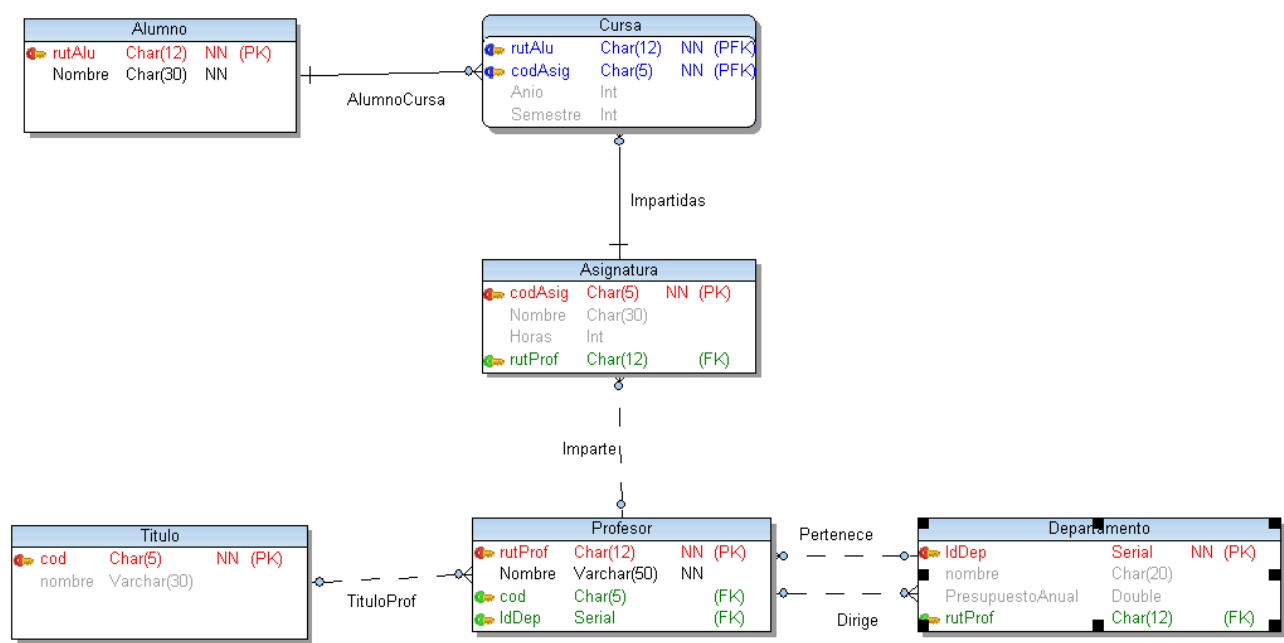 Alumno
rutAlu Char(12) NN (PK)
Nombre Char(30) NN
AlumnoCursa
Cursa
rutAlu Char(12) NN (PFK)
codAsig Char(5) NN (PFK)
Anio Int
Semestre Int
Impartidas
Asignatura
codAsig Char(5) NN (PK)
Nombre Char(30)
Horas Int
rutProf Char(12) (FK)
Imparte
Titulo
cod Char(5) NN (PK)
nombre Varchar(30)
TituloProf
Profesor
rutProf Char(12) NN (PK)
Nombre Varchar(50) NN
cod Char(5) (FK)
IdDep Serial (FK)
Pertenece
Dirige
Departamento
IdDep Serial NN (PK)
nombre Char(20)
PresupuestoAnual Double
rutProf Char(12) (FK)